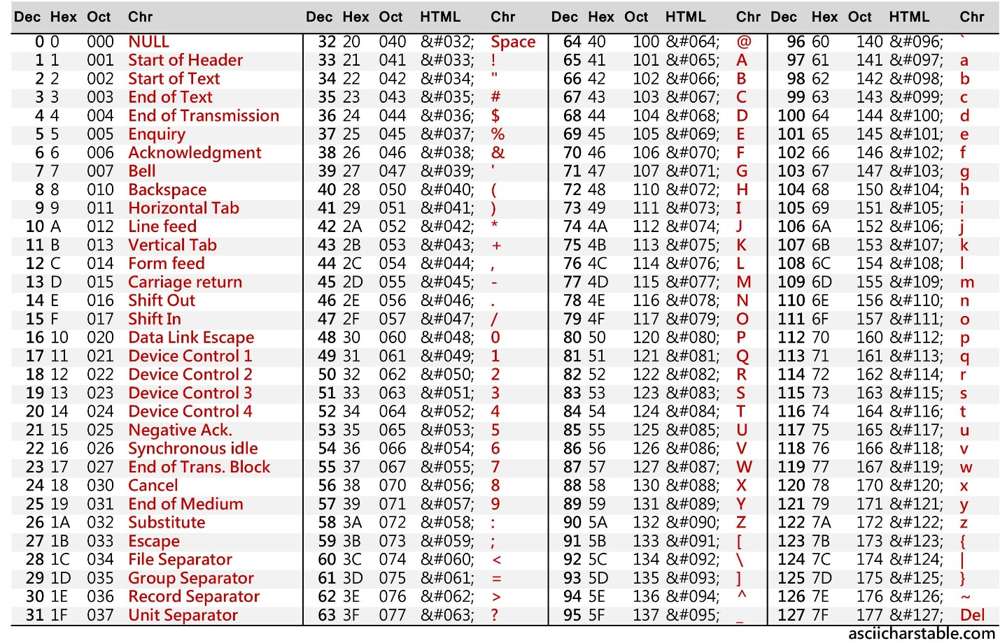 Dec Hex Oct Chr Dec Hex Oct HTML Chr Dec Hex Oct HTML Chr Dec Hex Oct HTML Chr
0 0 000 NULL 32 20 040 &#032; Space 64 40 100 &#064; @ 96 60 140 &#096; `
1 1 001 Start of Header 33 21 041 &#033; ! 65 41 101 &#065; A 97 61 141 &#097; a
2 2 002 Start of Text 34 22 042 &#034; " 66 42 102 &#066; B 98 62 142 &#098; b
3 3 003 End of Text 35 23 043 &#035; # 67 43 103 &#067; C 99 63 143 &#099; c
4 4 004 End of Transmission 36 24 044 &#036; $ 68 44 104 &#068; D 100 64 144 &#100; d
5 5 005 Enquiry 37 25 045 &#037; % 69 45 105 &#069; E 101 65 145 &#101; e
6 6 006 Acknowledgment 38 26 046 &#038; & 70 46 106 &#070; F 102 66 146 &#102; f
7 7 007 Bell 39 27 047 &#039; ' 71 47 107 &#071; G 103 67 147 &#103; g
8 8 010 Backspace 40 28 050 &#040; ( 72 48 110 &#072; H 104 68 150 &#104; h
9 9 011 Horizontal Tab 41 29 051 &#041; ) 73 49 111 &#073; I 105 69 151 &#105; i
10 A 012 Line feed 42 2A 052 &#042; * 74 4A 112 &#074; J 106 6A 152 &#106; j
11 B 013 Vertical Tab 43 2B 053 &#043; + 75 4B 113 &#075; K 107 6B 153 &#107; k
12 C 014 Form feed 44 2C 054 &#044; , 76 4C 114 &#076; L 108 6C 154 &#108; l
13 D 015 Carriage return 45 2D 055 &#045; - 77 4D 115 &#077; M 109 6D 155 &#109; m
14 E 016 Shift Out 46 2E 056 &#046; . 78 4E 116 &#078; N 110 6E 156 &#110; n
15 F 017 Shift In 47 2F 057 &#047; / 79 4F 117 &#079; O 111 6F 157 &#111; o
16 10 020 Data Link Escape 48 30 060 &#048; 0 80 50 120 &#080; P 112 70 160 &#112; p
17 11 021 Device Control 1 49 31 061 &#049; 1 81 51 121 &#081; Q 113 71 161 &#113; q
18 12 022 Device Control 2 50 32 062 &#050; 2 82 52 122 &#082; R 114 72 162 &#114; r
19 13 023 Device Control 3 51 33 063 &#051; 3 83 53 123 &#083; S 115 73 163 &#115; s
20 14 024 Device Control 4 52 34 064 &#052; 4 84 54 124 &#084; T 116 74 164 &#116; t
21 15 025 Negative Ack. 53 35 065 &#053; 5 85 55 125 &#085; U 117 75 165 &#117; u
22 16 026 Synchronous idle 54 36 066 &#054; 6 86 56 126 &#086; V 118 76 166 &#118; v
23 17 027 End of Trans. Block 55 37 067 &#055; 7 87 57 127 &#087; W 119 77 167 &#119; w
24 18 030 Cancel 56 38 070 &#056; 8 88 58 130 &#088; X 120 78 170 &#120; x
25 19 031 End of Medium 57 39 071 &#057; 9 89 59 131 &#089; Y 121 79 171 &#121; y
26 1A 032 Substitute 58 3A 072 &#058; : 90 5A 132 &#090; Z 122 7A 172 &#122; z
27 1B 033 Escape 59 3B 073 &#059; ; 91 5B 133 &#091; [ 123 7B 173 &#123; {
28 1C 034 File Separator 60 3C 074 &#060; < 92 5C 134 &#092; \ 124 7C 174 &#124; |
29 1D 035 Group Separator 61 3D 075 &#061; = 93 5D 135 &#093; ] 125 7D 175 &#125; }
30 1E 036 Record Separator 62 3E 076 &#062; > 94 5E 136 &#094; ^ 126 7E 176 &#126; ~
31 1F 037 Unit Separator 63 3F 077 &#063; ? 95 5F 137 &#095; _ 127 7F 177 &#127; Del
asciicharstable.com